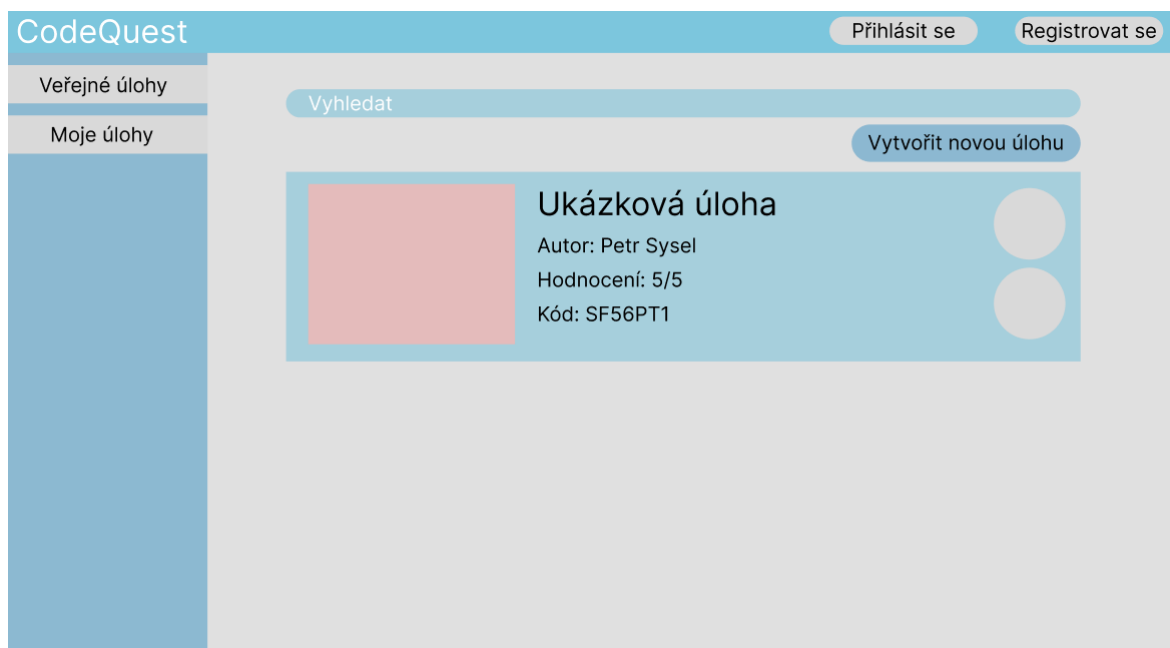 CodeQuest
Přihlásit se
Registrovat se
Veřejné úlohy
Moje úlohy
Vyhledat
Vytvořit novou úlohu
Ukázková úloha
Autor: Petr Sysel
Hodnocení: 5/5
Kód: SF56PT1